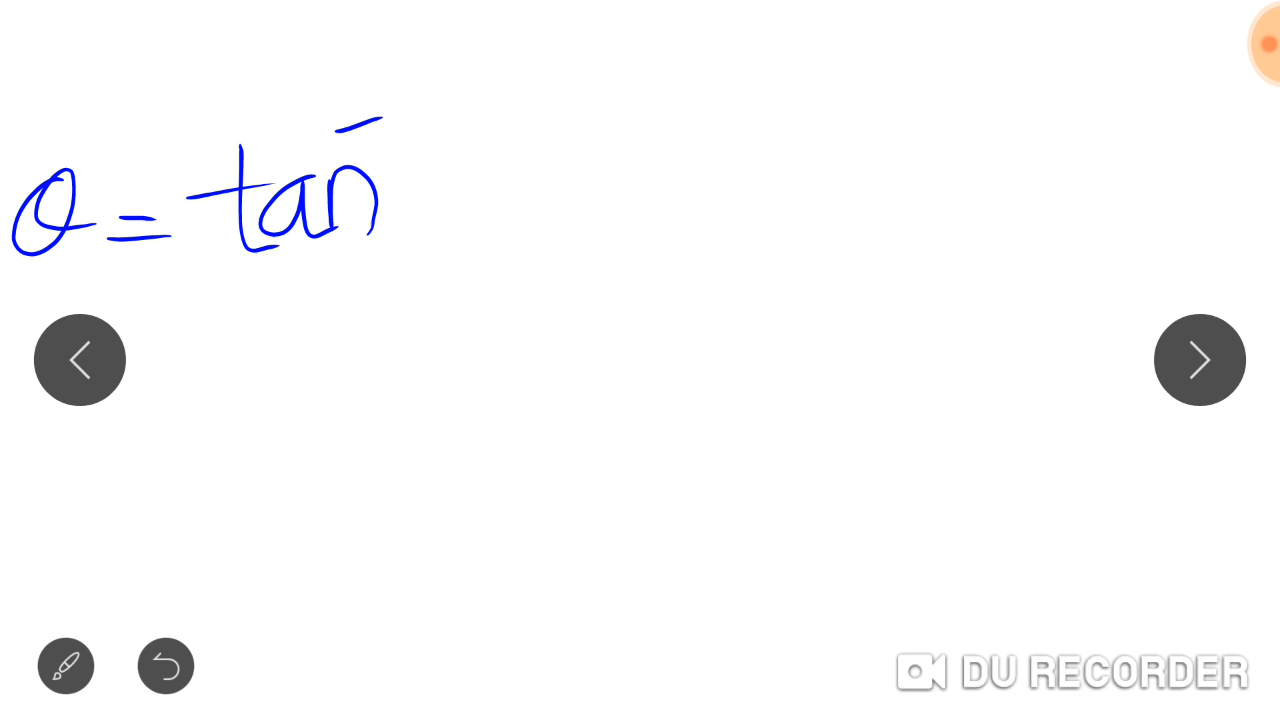 θ = tan⁻
DU RECORDER